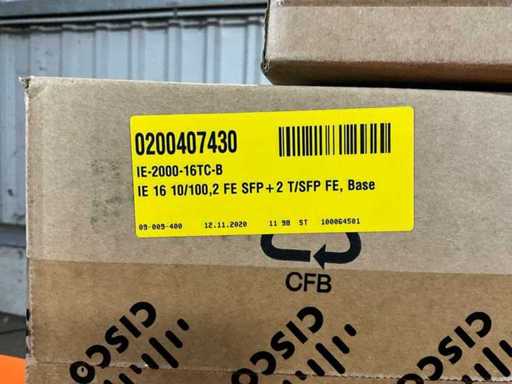 0200407430
IE-2000-16TC-B
IE 16 10/100,2 FE SFP+2 T/SFP FE, Base
09-009-400 12.11.2020 11 98 ST 100064501
CFB
CISCO
CISCO
CISCO